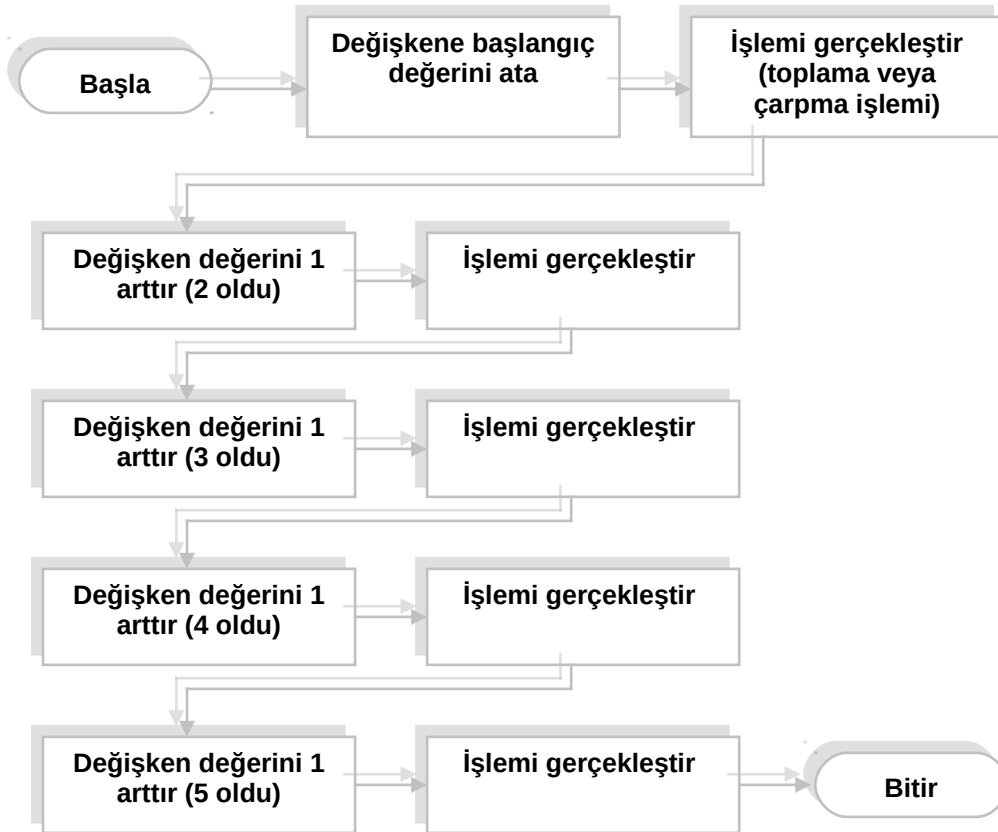 Başla
Değişkene başlangıç
değerini ata
İşlemi gerçekleştir
(toplama veya
çarpma işlemi)
Değişken değerini 1
arttır (2 oldu)
İşlemi gerçekleştir
Değişken değerini 1
arttır (3 oldu)
İşlemi gerçekleştir
Değişken değerini 1
arttır (4 oldu)
İşlemi gerçekleştir
Değişken değerini 1
arttır (5 oldu)
İşlemi gerçekleştir
Bitir